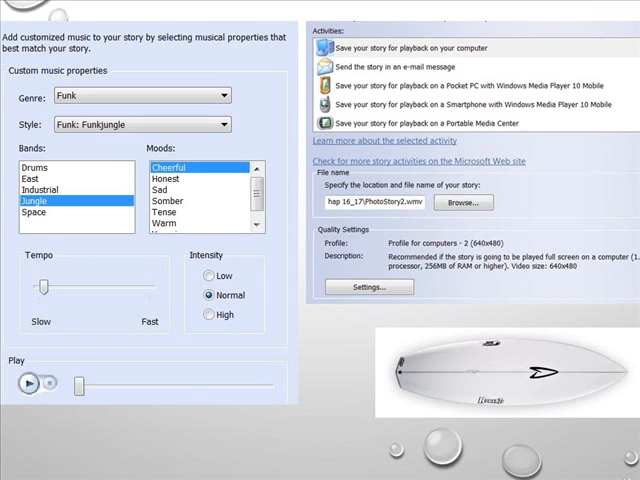 Add customized music to your story by selecting musical properties that
best match your story.
Custom music properties
Genre:
Funk
Style:
Funk: Funkjungle
Bands:
Moods:
Drums
East
Industrial
Jungle
Space
Cheerful
Honest
Sad
Somber
Tense
Warm
Tempo
Slow
Fast
Intensity
Low
Normal
High
Play
Activities:
Save your story for playback on your computer
Send the story in an e-mail message
Save your story for playback on a Pocket PC with Windows Media Player 10 Mobile
Save your story for playback on a Smartphone with Windows Media Player 10 Mobile
Save your story for playback on a Portable Media Center
Learn more about the selected activity
Check for more story activities on the Microsoft Web site
File name
Specify the location and file name of your story:
hap 16_17\PhotoStory2.wmv
Browse...
Quality Settings
Profile: Profile for computers - 2 (640x480)
Description: Recommended if the story is going to be played full screen on a computer (1.
processor, 256MB of RAM or higher). Video size: 640x480
Settings...